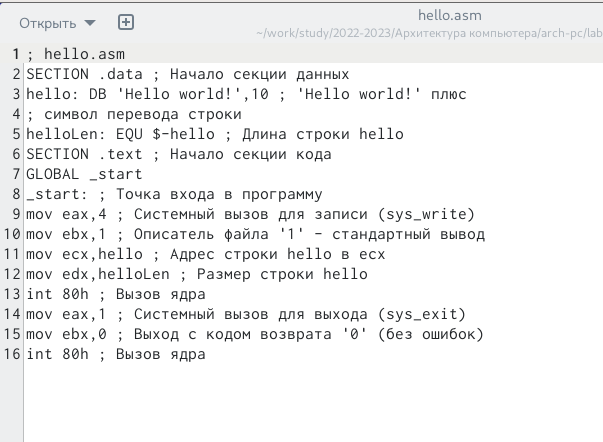 Открыть
hello.asm
~/work/study/2022-2023/Архитектура компьютера/arch-pc/lab
1 ; hello.asm
2 SECTION .data ; Начало секции данных
3 hello: DB 'Hello world!',10 ; 'Hello world!' плюс
4 ; символ перевода строки
5 helloLen: EQU $-hello ; Длина строки hello
6 SECTION .text ; Начало секции кода
7 GLOBAL _start
8 _start: ; Точка входа в программу
9 mov eax,4 ; Системный вызов для записи (sys_write)
10 mov ebx,1 ; Описатель файла '1' - стандартный вывод
11 mov ecx,hello ; Адрес строки hello в ecx
12 mov edx,helloLen ; Размер строки hello
13 int 80h ; Вызов ядра
14 mov eax,1 ; Системный вызов для выхода (sys_exit)
15 mov ebx,0 ; Выход с кодом возврата '0' (без ошибок)
16 int 80h ; Вызов ядра